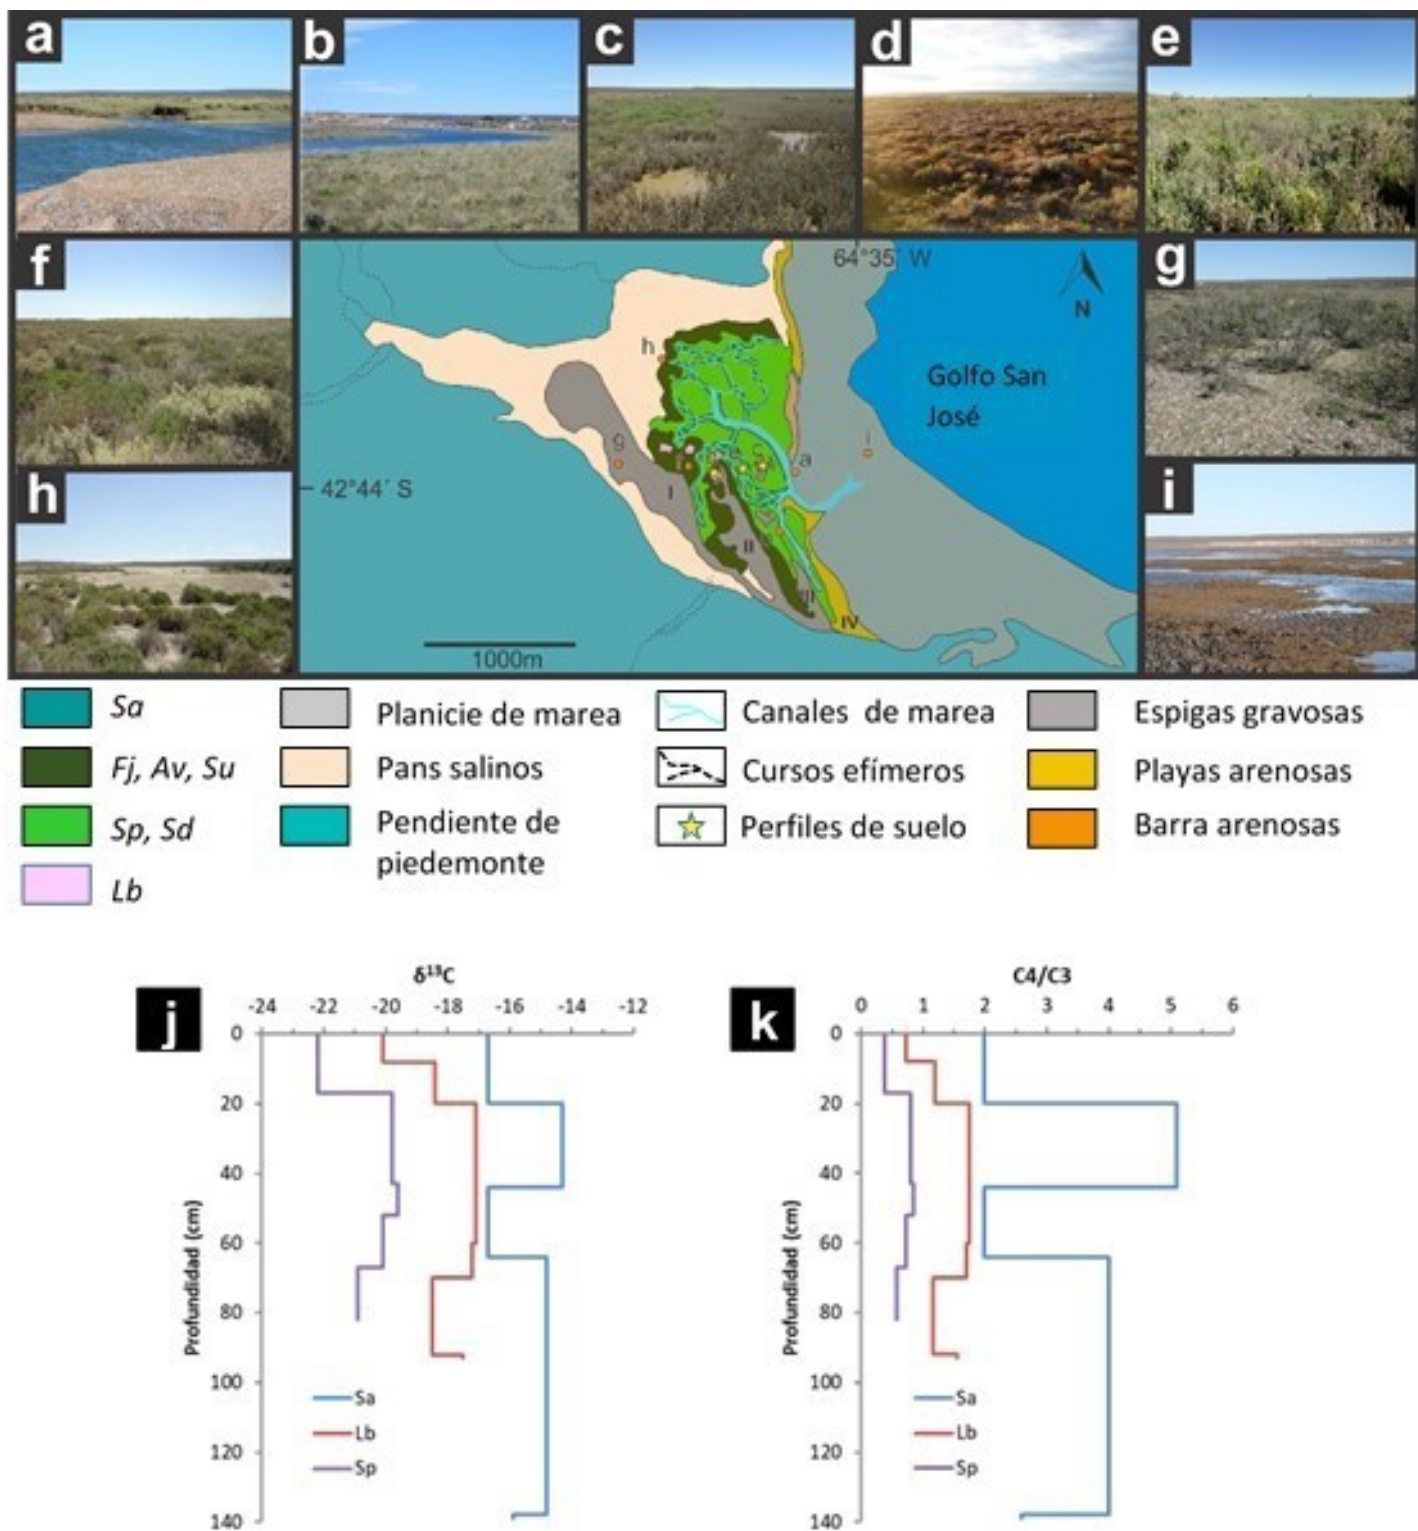 a
b
c
d
e
f
g
h
i
64°35´ W
N
Golfo San
José
h
g
a
i
42°44´ S
I
II
III
IV
1000m
Sa
Planicie de marea
Canales de marea
Espigas gravosas
Fj, Av, Su
Pans salinos
Cursos efímeros
Playas arenosas
Sp, Sd
Pendiente de
piedemonte
Perfiles de suelo
Barra arenosas
Lb
j
δ¹³C
-24 -22 -20 -18 -16 -14 -12
0
20
40
60
80
100
120
140
Profundidad (cm)
Sa
Lb
Sp
k
C4/C3
0 1 2 3 4 5 6
0
20
40
60
80
100
120
140
Profundidad (cm)
Sa
Lb
Sp